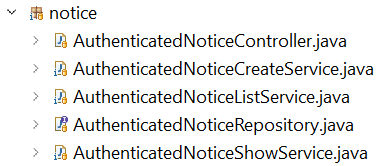 notice
AuthenticatedNoticeController.java
AuthenticatedNoticeCreateService.java
AuthenticatedNoticeListService.java
AuthenticatedNoticeRepository.java
AuthenticatedNoticeShowService.java